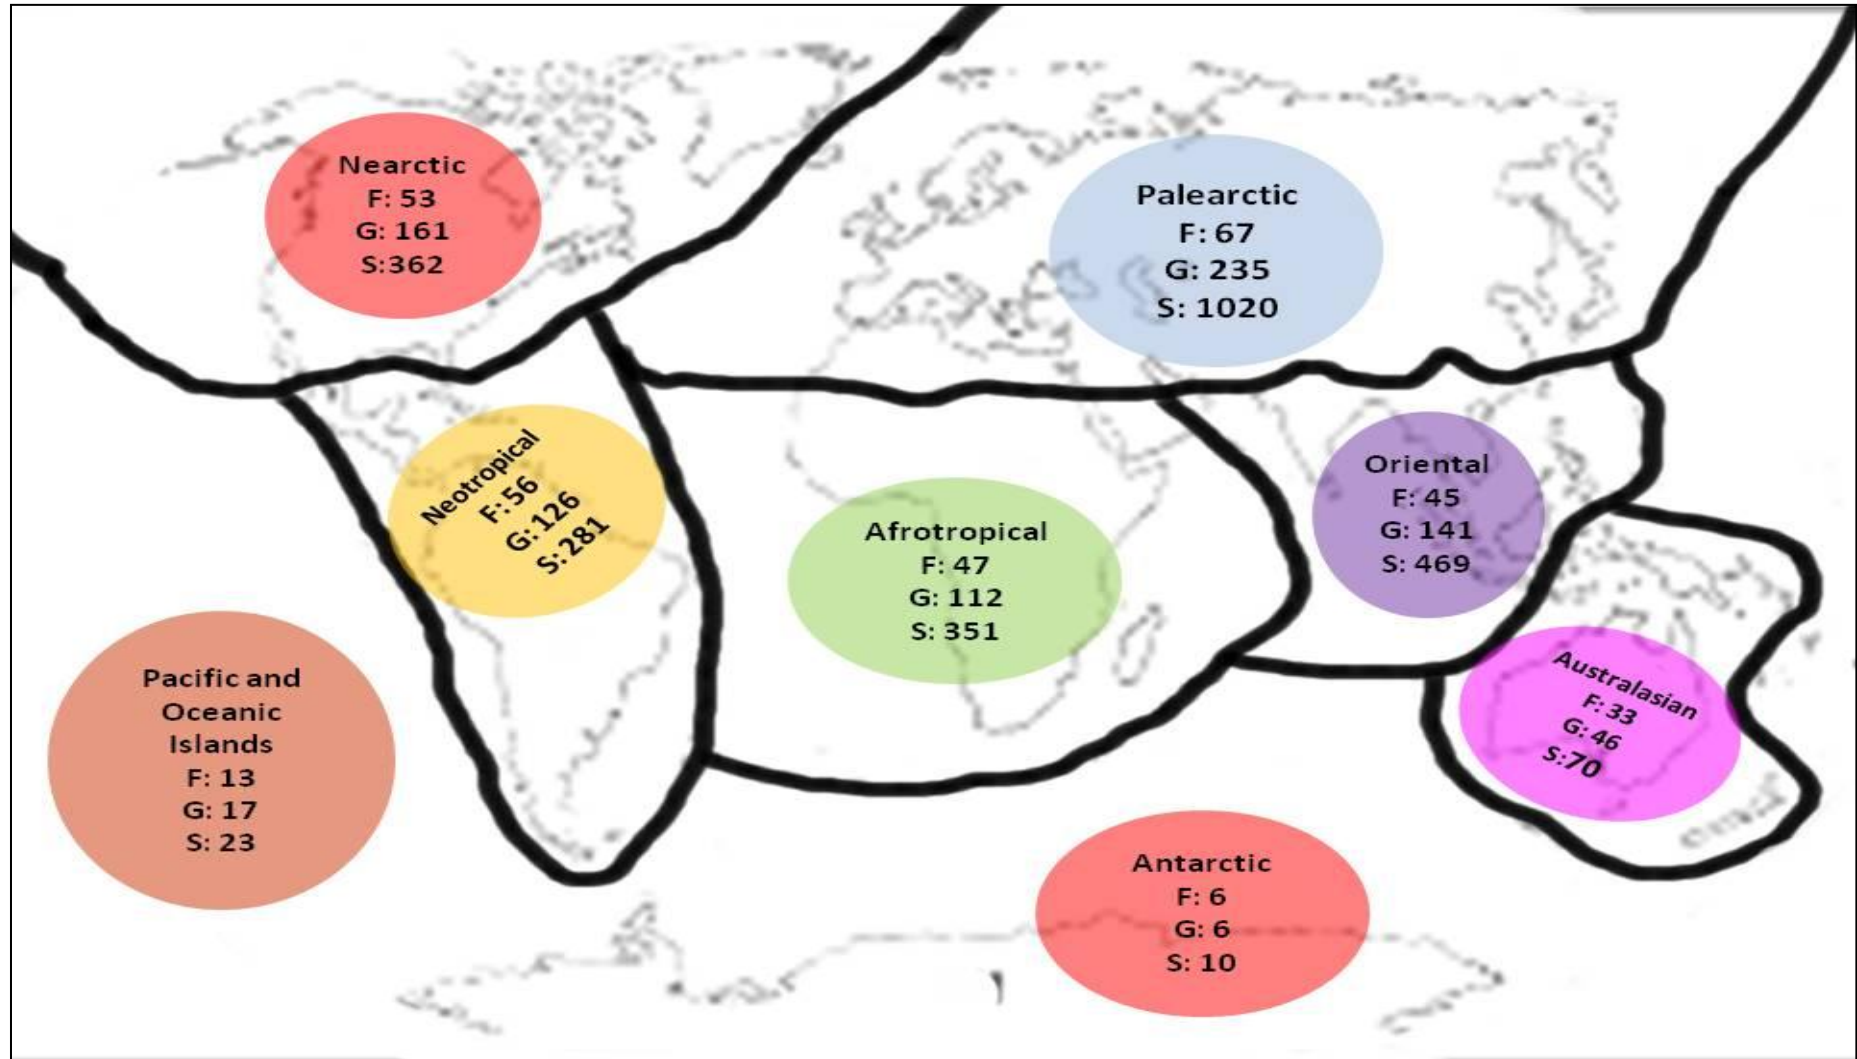 Nearctic
F: 53
G: 161
S:362
Palearctic
F: 67
G: 235
S: 1020
Neotropical
F: 56
G: 126
S: 281
Afrotropical
F: 47
G: 112
S: 351
Oriental
F: 45
G: 141
S: 469
Australasian
F: 33
G: 46
S:70
Pacific and
Oceanic
Islands
F: 13
G: 17
S: 23
Antarctic
F: 6
G: 6
S: 10